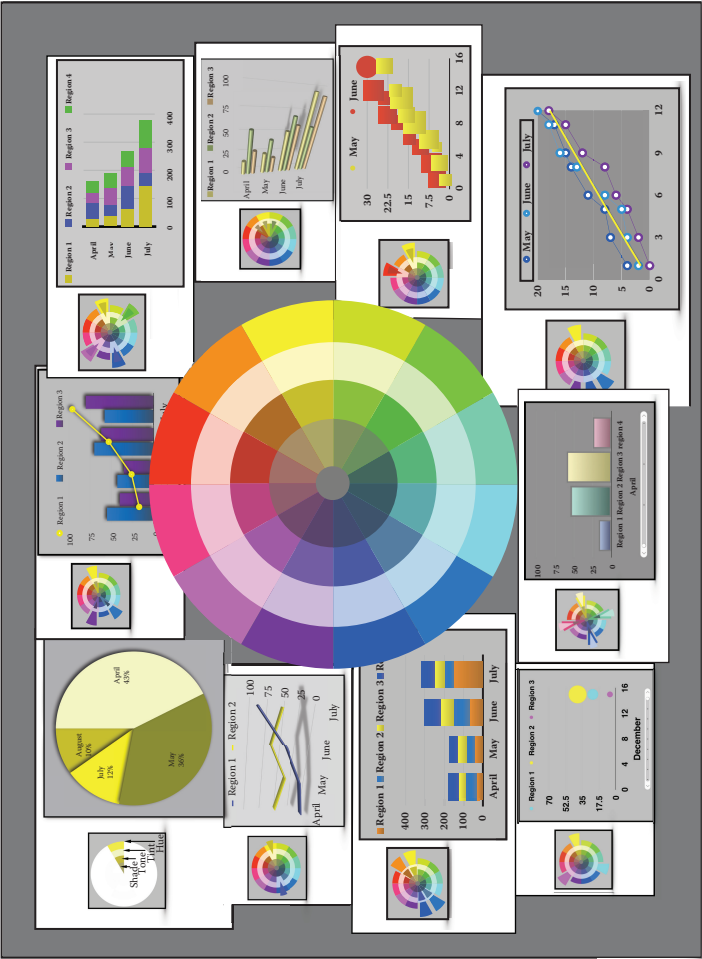 Region 1 Region 2 Region 3 Region 4
April
May
June
July
0 100 200 300 400
Region 1 Region 2 Region 3
0 25 50 75 100
April
May
June
July
May June
30
22.5
15
7.5
0
0 4 8 12 16
May June July
20
15
10
5
0
0 3 6 9 12
Region 1 Region 2 Region 3
100
75
50
25
July
100
75
50
25
0
Region 1 Region 2 Region 3 region 4
April
April
43%
August
10%
July
12%
May
36%
Shade
Tone
Tint
Hue
Region 1 Region 2
100
75
50
25
0
April May June July
Region 1 Region 2 Region 3
400
300
200
100
0
April May June July
Region 1 Region 2 Region 3
70
52.5
35
17.5
0
0 4 8 12 16
December